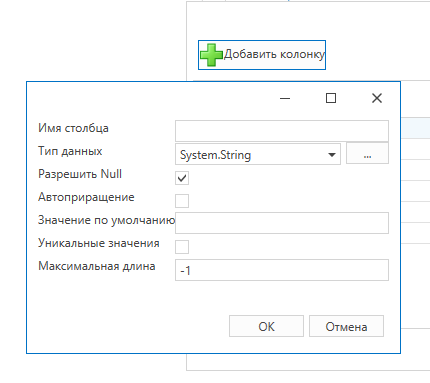 Добавить колонку
Имя столбца
Тип данных System.String ...
Разрешить Null
Автоприращение
Значение по умолчанию
Уникальные значения
Максимальная длина -1
OK Отмена